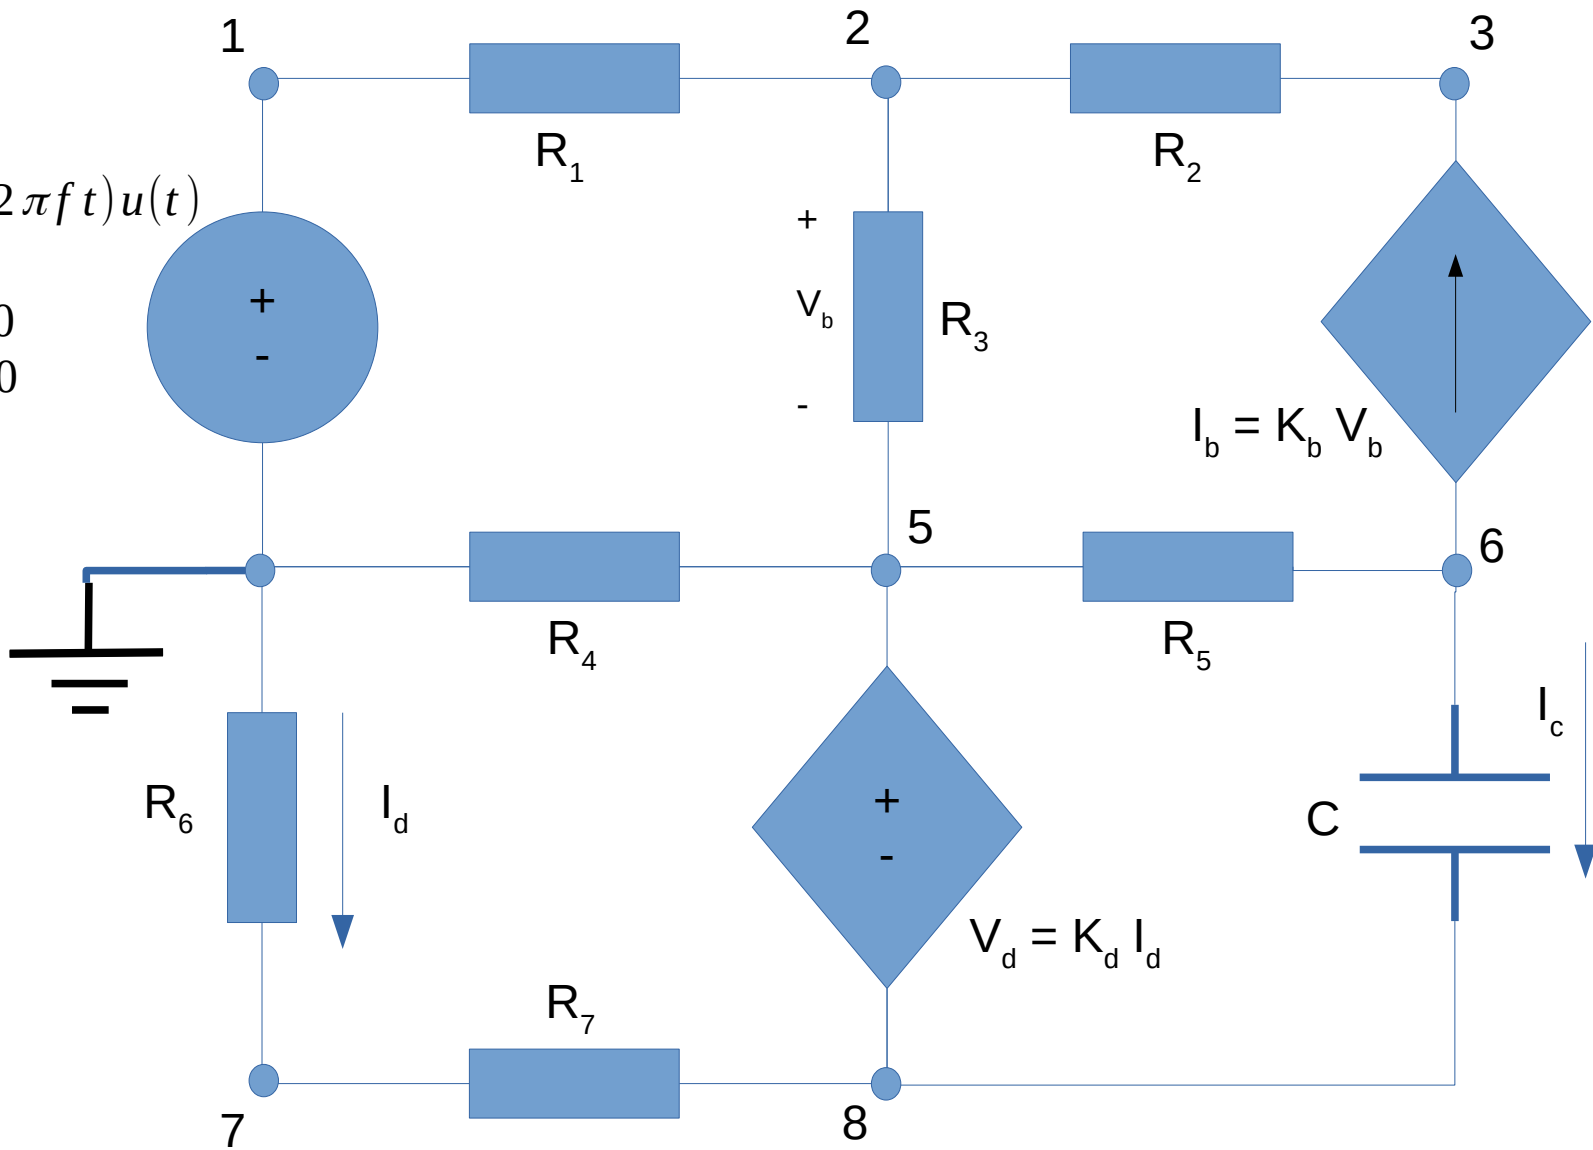 1
2
3
R1
R2
2πf t)u(t)
+
Vb
-
R3
+
-
0
0
Ib = Kb Vb
5
6
R4
R5
R6
Id
+
-
C
Ic
Vd = Kd Id
R7
7
8